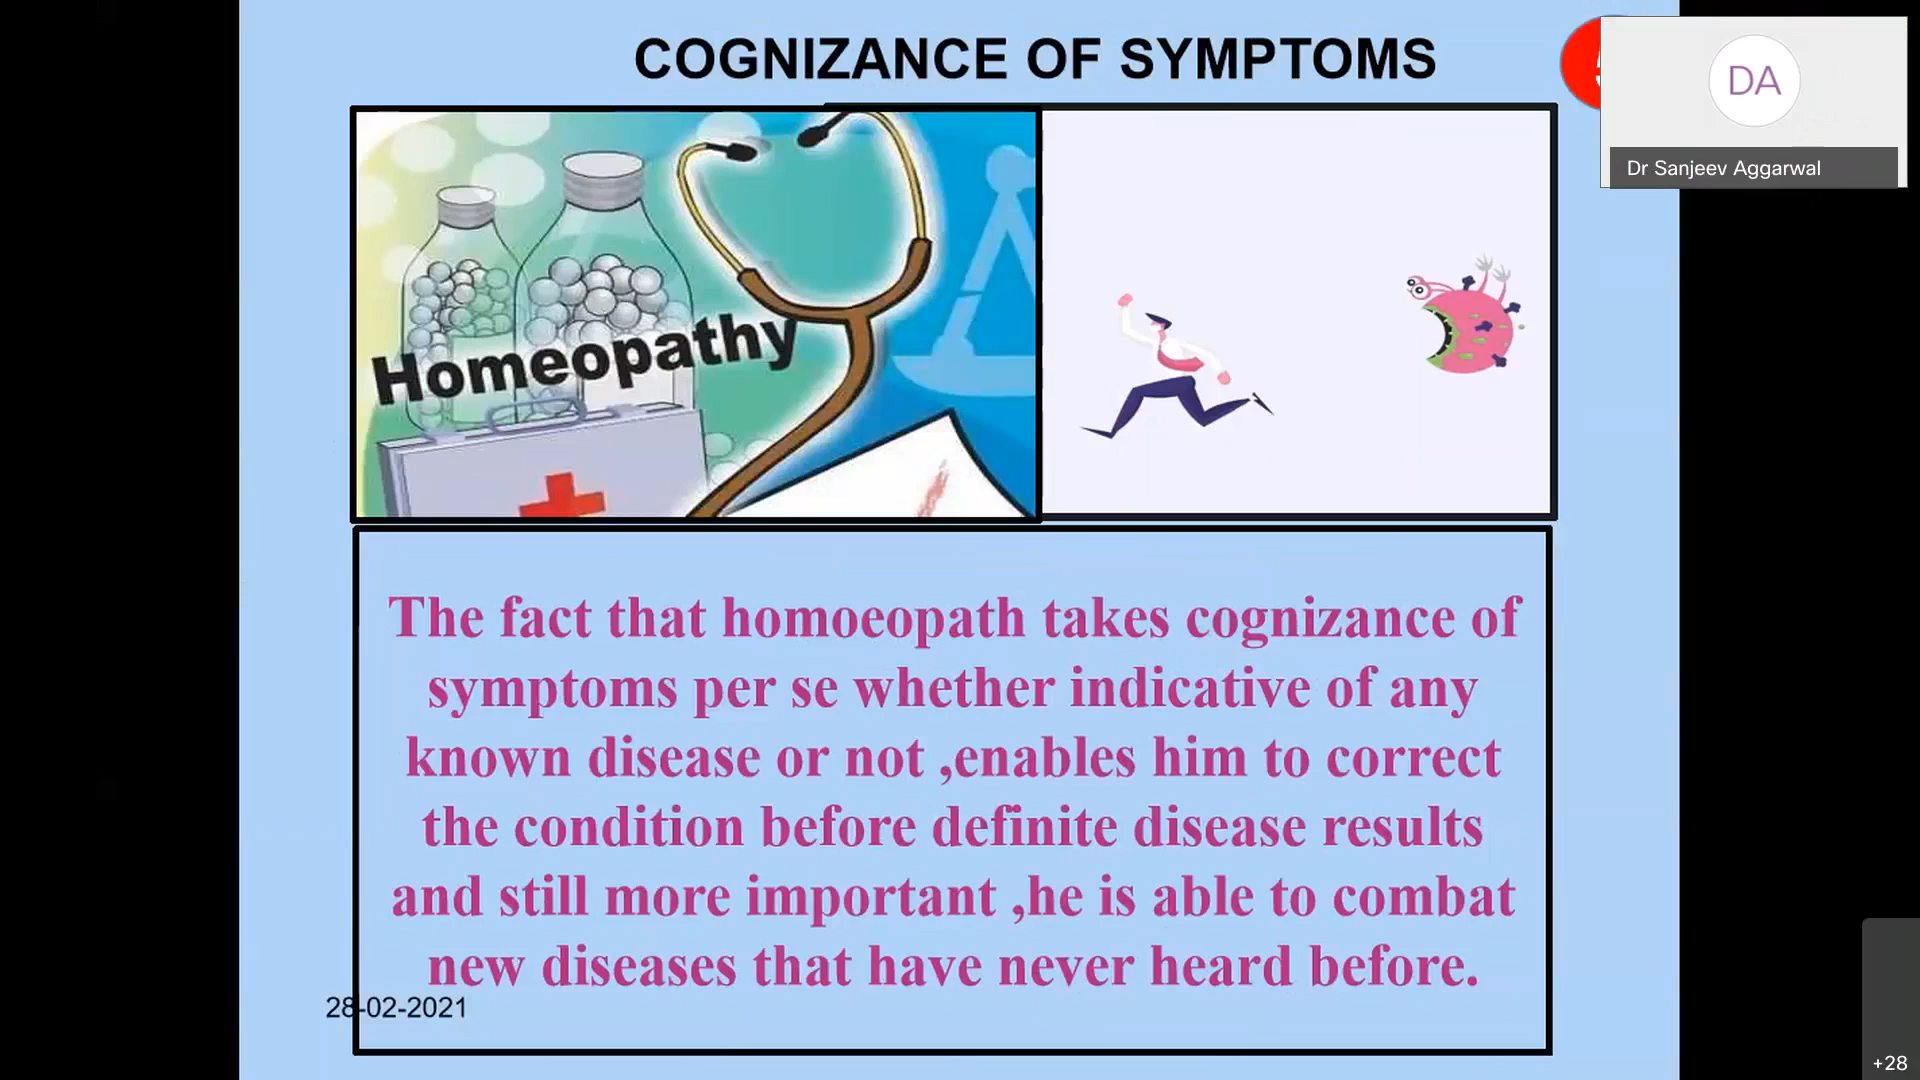 COGNIZANCE OF SYMPTOMS
DA
Dr Sanjeev Aggarwal
Homeopathy
The fact that homoeopath takes cognizance of
symptoms per se whether indicative of any
known disease or not ,enables him to correct
the condition before definite disease results
and still more important ,he is able to combat
new diseases that have never heard before.
28-02-2021
+28